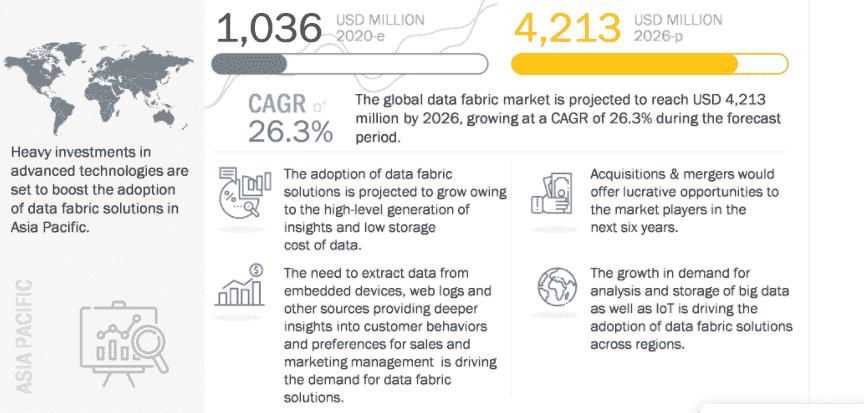 1,036 USD MILLION
2020-e
4,213 USD MILLION
2026-p
CAGR of
26.3%
The global data fabric market is projected to reach USD 4,213
million by 2026, growing at a CAGR of 26.3% during the forecast
period.
Heavy investments in
advanced technologies are
set to boost the adoption
of data fabric solutions in
Asia Pacific.
ASIA PACIFIC
The adoption of data fabric
solutions is projected to grow owing
to the high-level generation of
insights and low storage
cost of data.
Acquisitions & mergers would
offer lucrative opportunities to
the market players in the
next six years.
The need to extract data from
embedded devices, web logs and
other sources providing deeper
insights into customer behaviors
and preferences for sales and
marketing management is driving
the demand for data fabric
solutions.
The growth in demand for
analysis and storage of big data
as well as IoT is driving the
adoption of data fabric solutions
across regions.